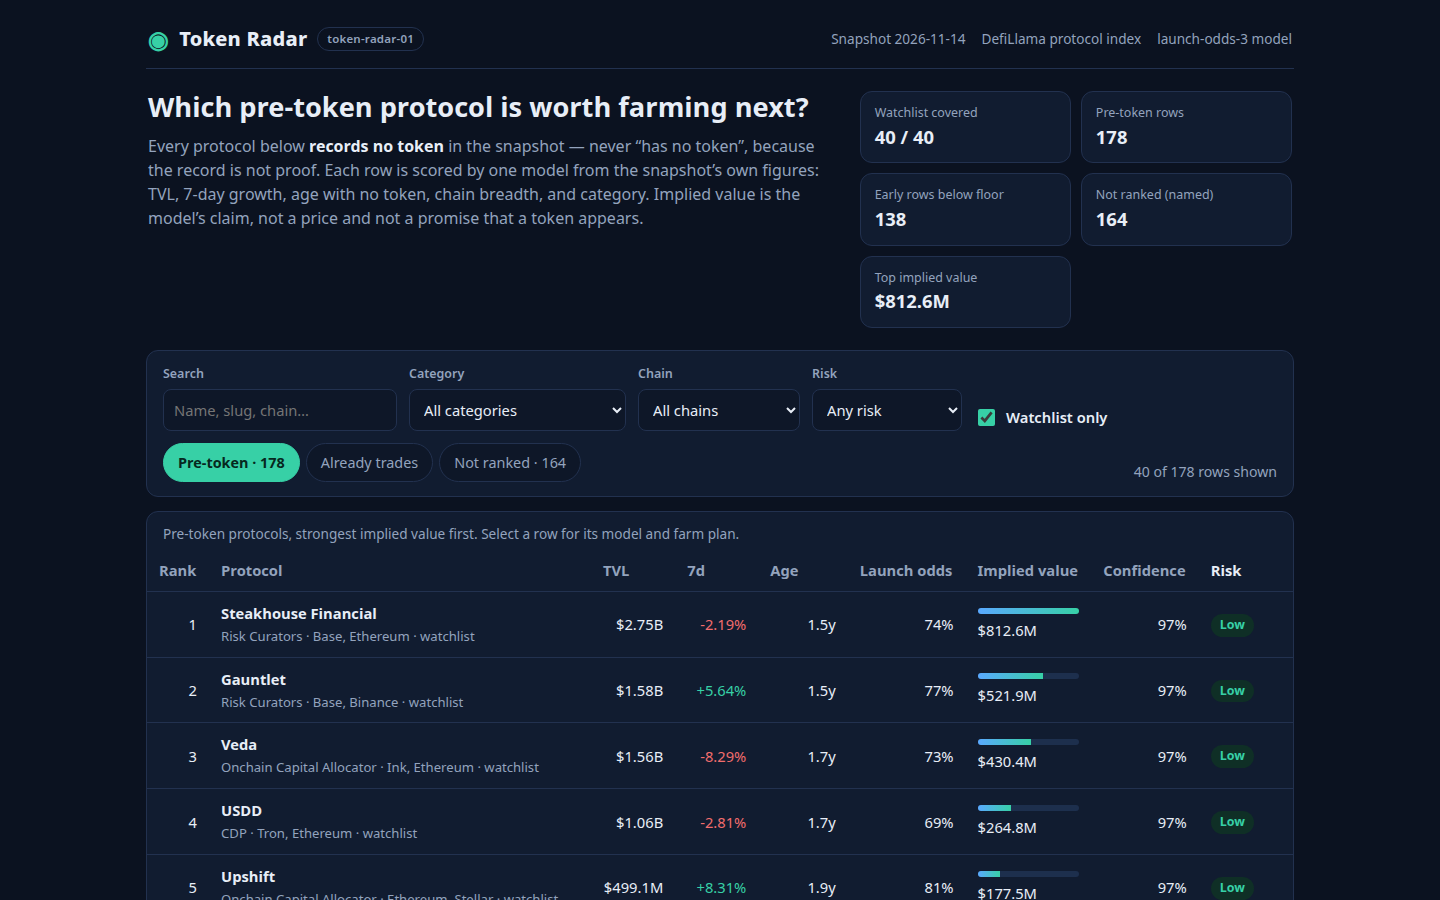 Token Radar
token-radar-01
Snapshot 2026-11-14
DefiLlama protocol index
launch-odds-3 model
Which pre-token protocol is worth farming next?
Every protocol below records no token in the snapshot — never “has no token”, because
the record is not proof. Each row is scored by one model from the snapshot’s own figures:
TVL, 7-day growth, age with no token, chain breadth, and category. Implied value is the
model’s claim, not a price and not a promise that a token appears.
Watchlist covered
40 / 40
Pre-token rows
178
Early rows below floor
138
Not ranked (named)
164
Top implied value
$812.6M
Search
Category
Chain
Risk
Name, slug, chain...
All categories
All chains
Any risk
Watchlist only
Pre-token · 178
Already trades
Not ranked · 164
40 of 178 rows shown
Pre-token protocols, strongest implied value first. Select a row for its model and farm plan.
Rank Protocol TVL 7d Age Launch odds Implied value Confidence Risk
1 Steakhouse Financial $2.75B -2.19% 1.5y 74% $812.6M 97% Low
Risk Curators · Base, Ethereum · watchlist
2 Gauntlet $1.58B +5.64% 1.5y 77% $521.9M 97% Low
Risk Curators · Base, Binance · watchlist
3 Veda $1.56B -8.29% 1.7y 73% $430.4M 97% Low
Onchain Capital Allocator · Ink, Ethereum · watchlist
4 USDD $1.06B -2.81% 1.7y 69% $264.8M 97% Low
CDP · Tron, Ethereum · watchlist
5 Upshift $499.1M +8.31% 1.9y 81% $177.5M 97% Low
Onchain Capital Allocator · Ethereum, Stellar · watchlist